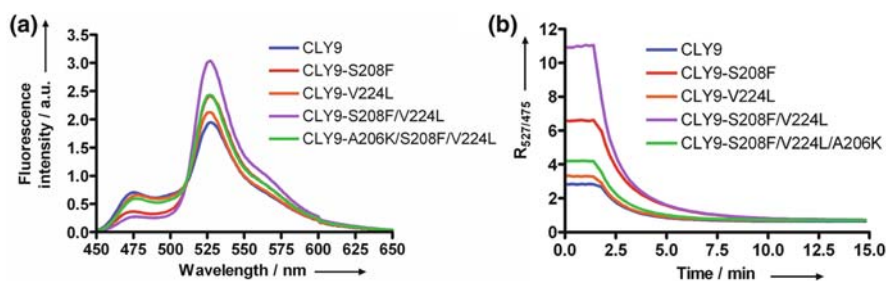 (a)
Fluorescence
intensity / a.u.
3.5
3.0
2.5
2.0
1.5
1.0
0.5
0.0
450 475 500 525 550 575 600 625 650
Wavelength / nm
CLY9
CLY9-S208F
CLY9-V224L
CLY9-S208F/V224L
CLY9-A206K/S208F/V224L
(b)
R527/475
12
10
8
6
4
2
0
0.0 2.5 5.0 7.5 10.0 12.5 15.0
Time / min
CLY9
CLY9-S208F
CLY9-V224L
CLY9-S208F/V224L
CLY9-S208F/V224L/A206K